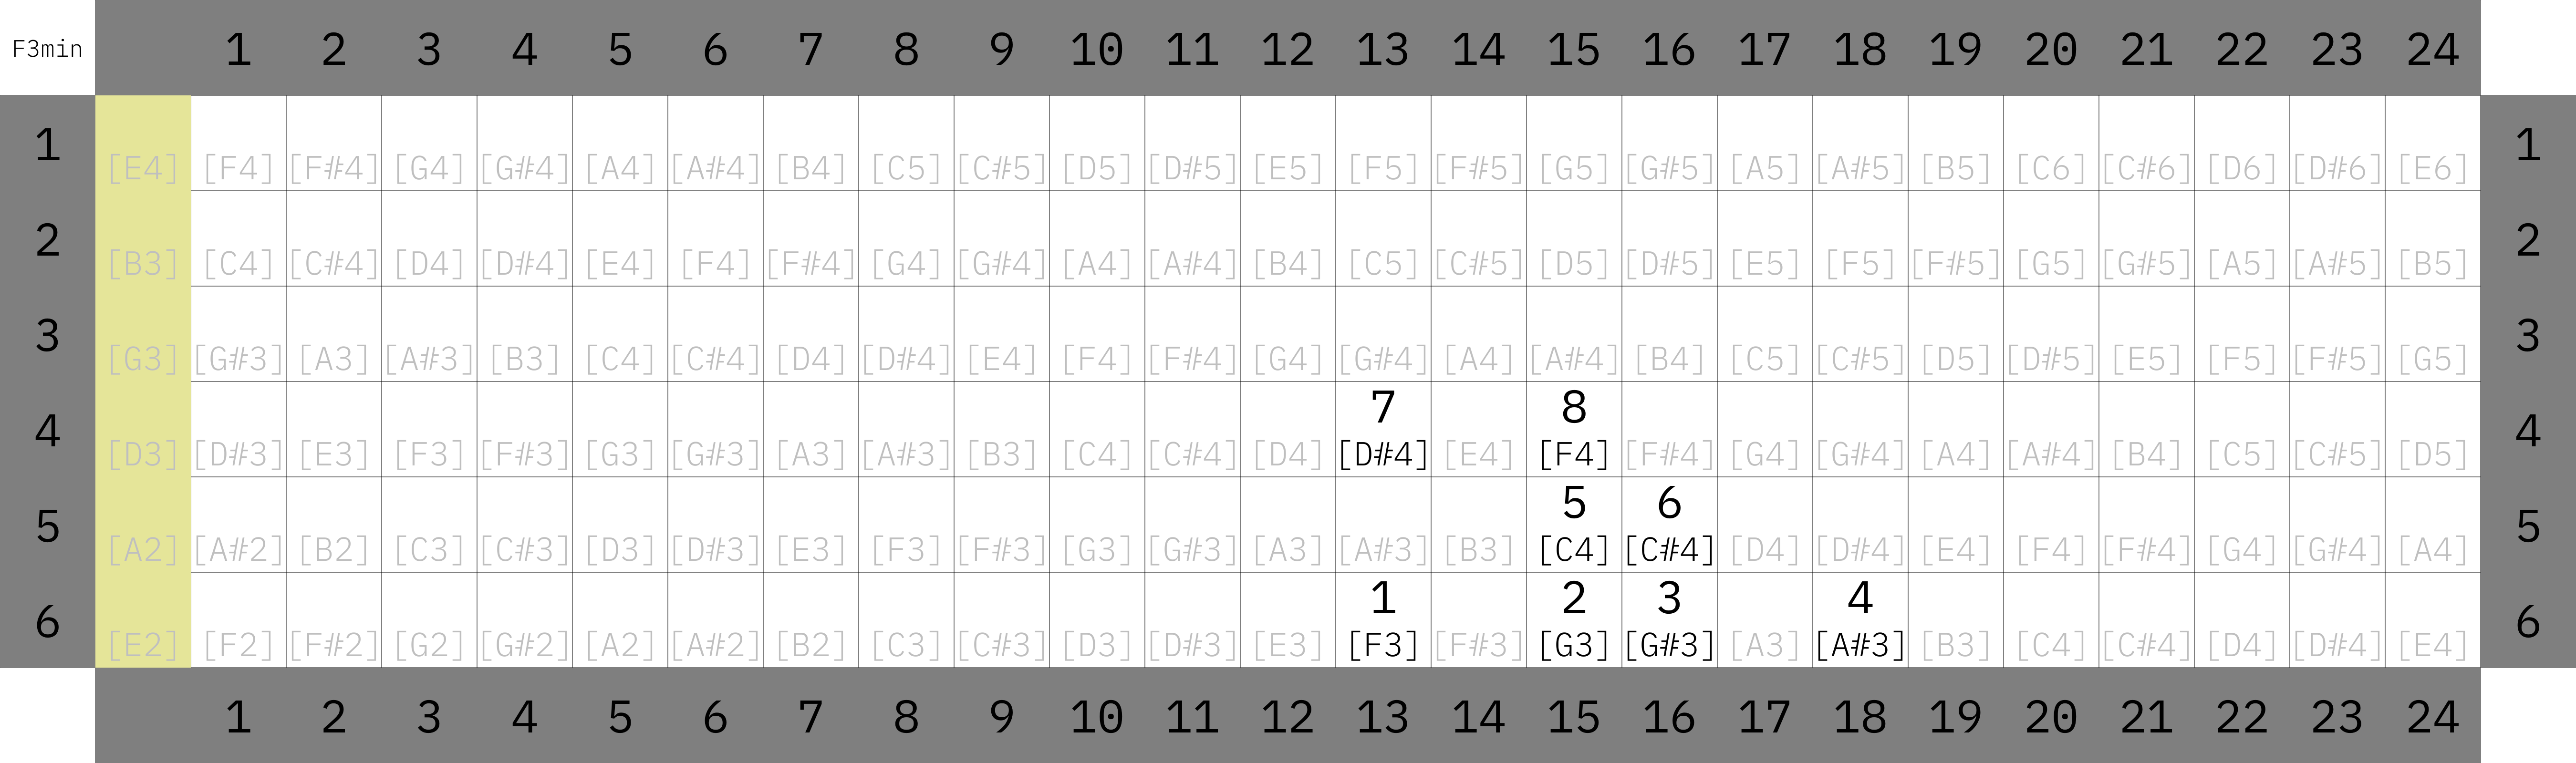 F3min 1 2 3 4 5 6 7 8 9 10 11 12 13 14 15 16 17 18 19 20 21 22 23 24
1 [E4] [F4] [F#4] [G4] [G#4] [A4] [A#4] [B4] [C5] [C#5] [D5] [D#5] [E5] [F5] [F#5] [G5] [G#5] [A5] [A#5] [B5] [C6] [C#6] [D6] [D#6] [E6] 1
2 [B3] [C4] [C#4] [D4] [D#4] [E4] [F4] [F#4] [G4] [G#4] [A4] [A#4] [B4] [C5] [C#5] [D5] [D#5] [E5] [F5] [F#5] [G5] [G#5] [A5] [A#5] [B5] 2
3 [G3] [G#3] [A3] [A#3] [B3] [C4] [C#4] [D4] [D#4] [E4] [F4] [F#4] [G4] [G#4] [A4] [A#4] [B4] [C5] [C#5] [D5] [D#5] [E5] [F5] [F#5] [G5] 3
7 8
4 [D3] [D#3] [E3] [F3] [F#3] [G3] [G#3] [A3] [A#3] [B3] [C4] [C#4] [D4] [D#4] [E4] [F4] [F#4] [G4] [G#4] [A4] [A#4] [B4] [C5] [C#5] [D5] 4
5 6
5 [A2] [A#2] [B2] [C3] [C#3] [D3] [D#3] [E3] [F3] [F#3] [G3] [G#3] [A3] [A#3] [B3] [C4] [C#4] [D4] [D#4] [E4] [F4] [F#4] [G4] [G#4] [A4] 5
1 2 3 4
6 [E2] [F2] [F#2] [G2] [G#2] [A2] [A#2] [B2] [C3] [C#3] [D3] [D#3] [E3] [F3] [F#3] [G3] [G#3] [A3] [A#3] [B3] [C4] [C#4] [D4] [D#4] [E4] 6
1 2 3 4 5 6 7 8 9 10 11 12 13 14 15 16 17 18 19 20 21 22 23 24